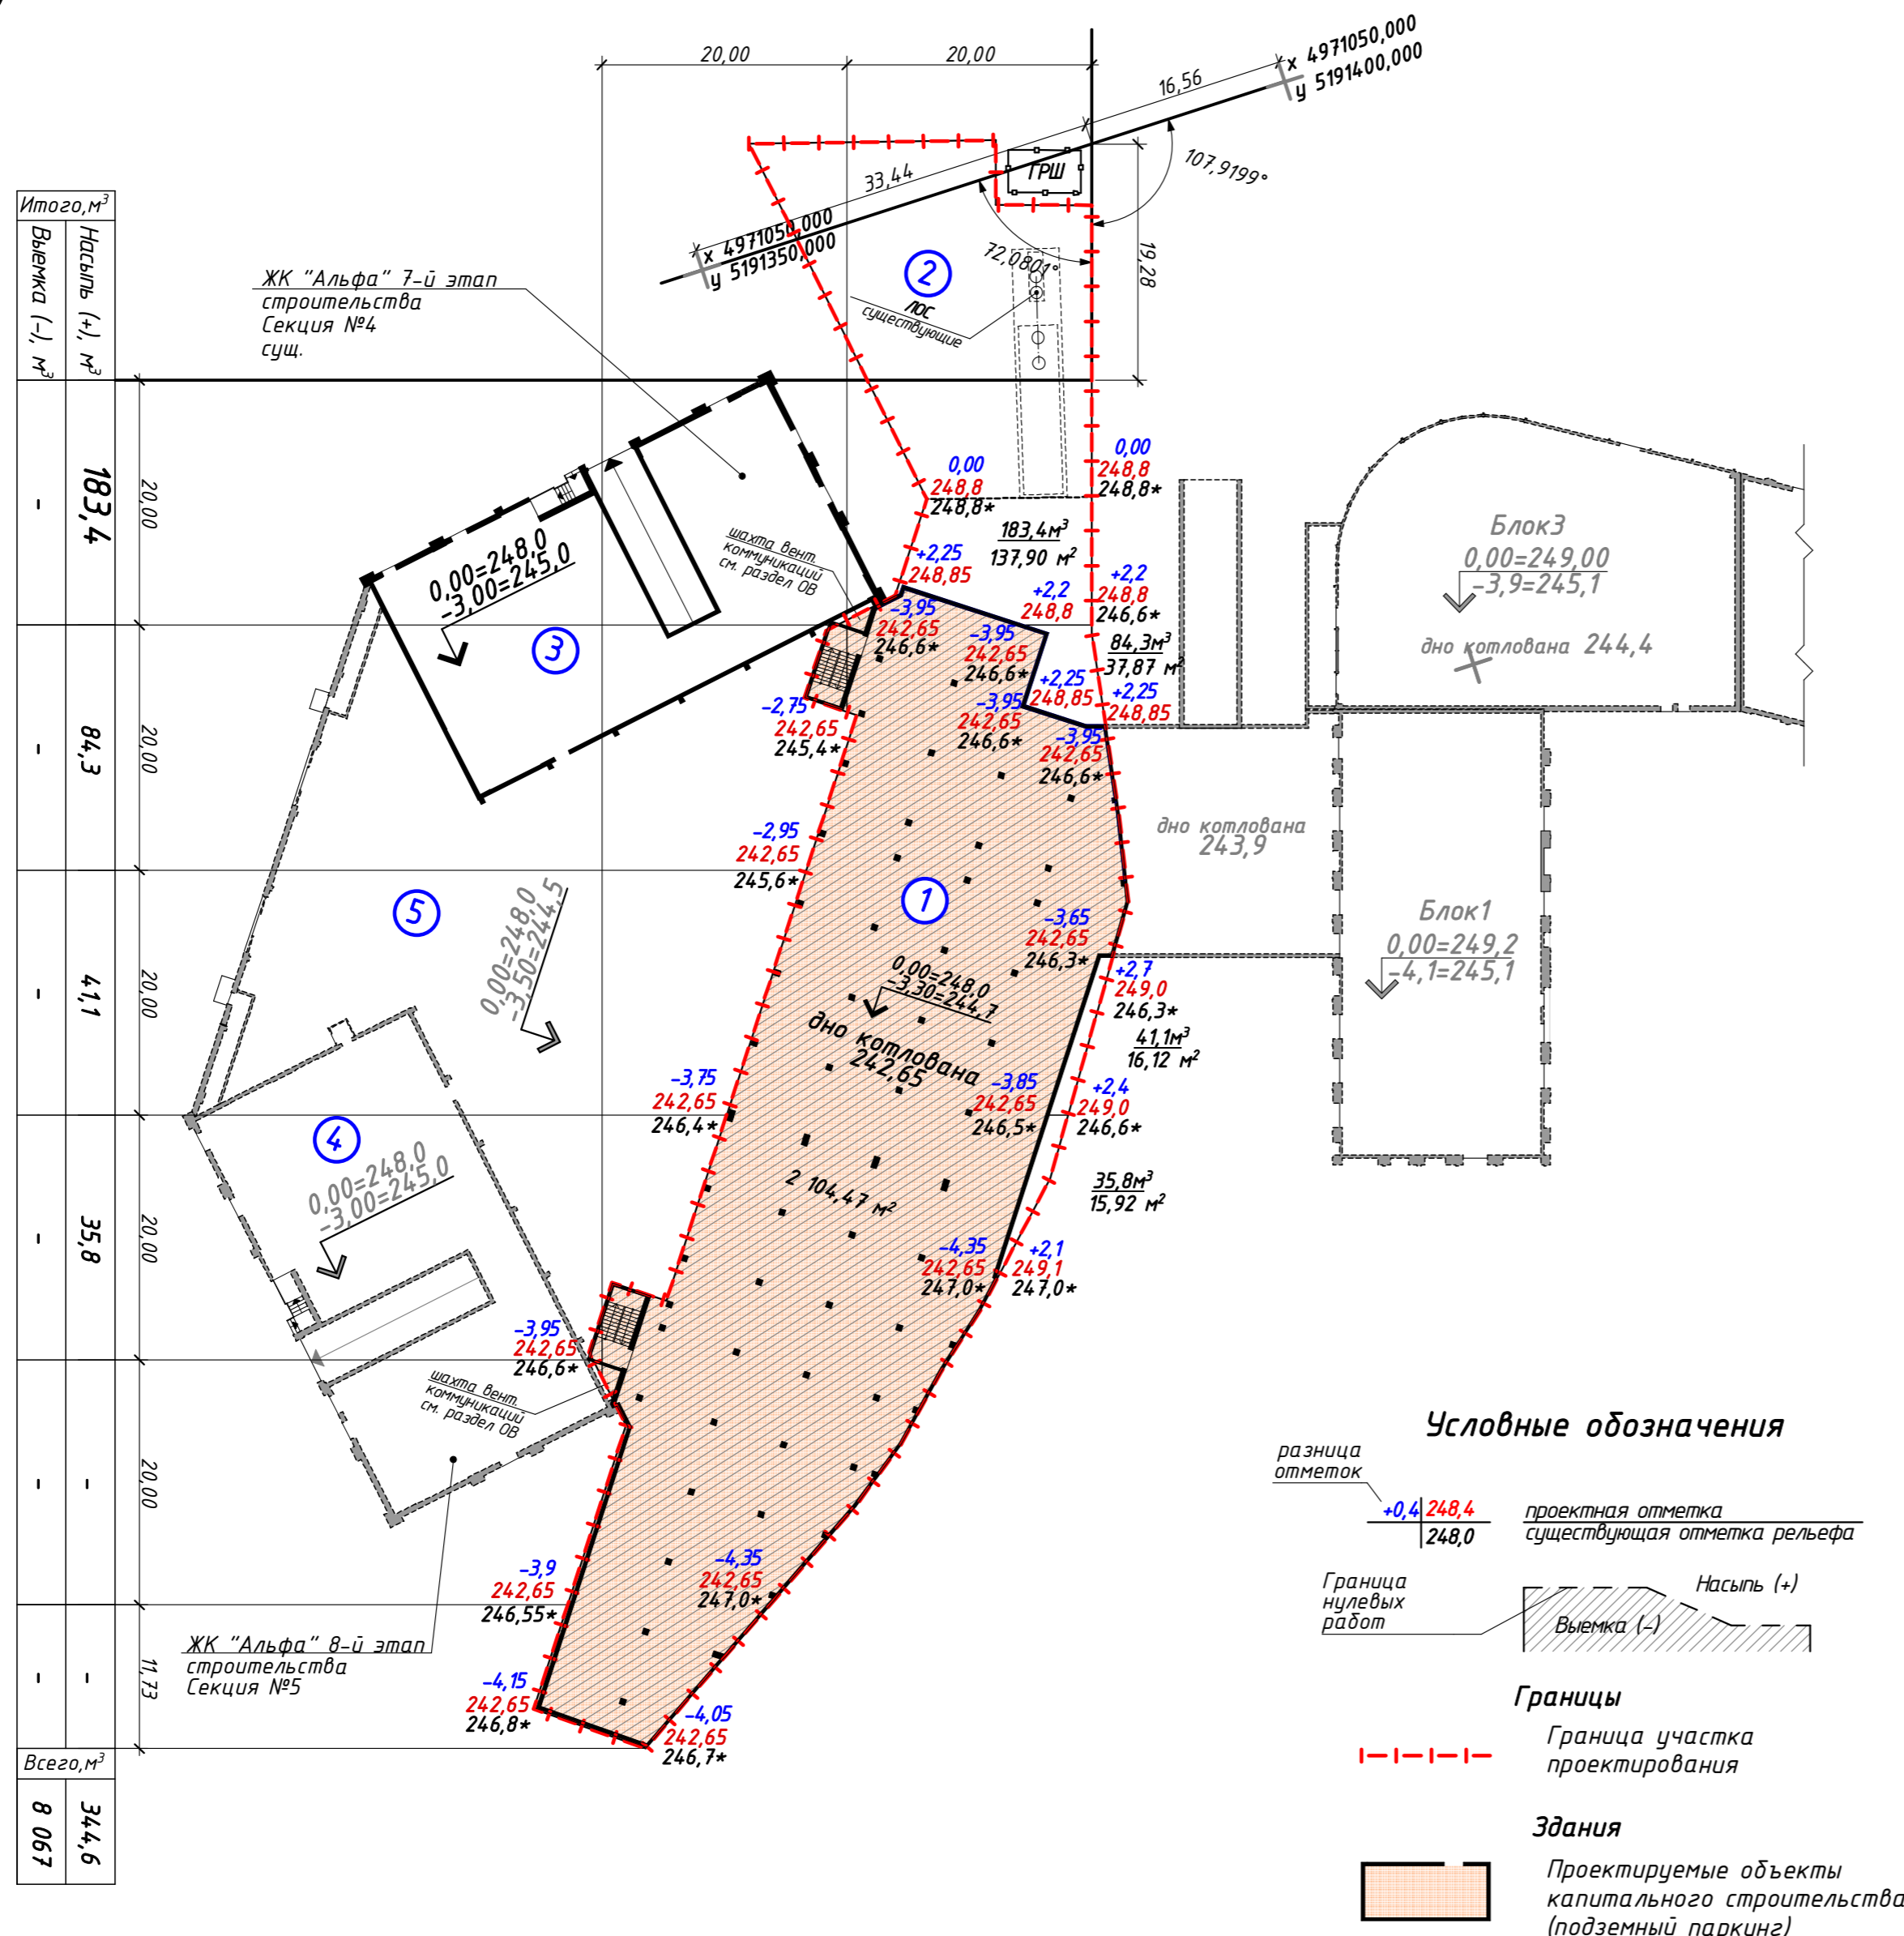 20,00
20,00
16,56
x 4971050,000
y 5191400,000
33,44
ГРШ
107,9199°
x 4971050,000
y 5191350,000
72,0801°
19,28
2
ЛОС
существующие
Итого,м³
Выемка (-), м³
Насыпь (+), м³
ЖК "Альфа" 7-й этап
строительства
Секция №4
сущ.
-
183,4
20,00
0,00
248,8
248,8*
0,00
248,8
248,8*
183,4м³
137,90 м²
+2,25
248,85
+2,2
248,8
+2,2
248,8
246,6*
шахта вент.
коммуникаций
см. раздел ОВ
0,00=248,0
-3,00=245,0
3
-3,95
242,65
246,6*
-3,95
242,65
246,6*
84,3м³
37,87 м²
+2,25
248,85
+2,25
248,85
-3,95
242,65
246,6*
-3,95
242,65
246,6*
Блок3
0,00=249,00
-3,9=245,1
дно котлована 244,4
-
84,3
20,00
-2,75
242,65
245,4*
-2,95
242,65
245,6*
дно котлована
243,9
5
0,00=248,0
-3,50=244,5
1
-3,65
242,65
246,3*
Блок1
0,00=249,2
-4,1=245,1
-
41,1
20,00
0,00=248,0
-3,30=244,7
дно котлована
242,65
+2,7
249,0
246,3*
41,1м³
16,12 м²
-3,75
242,65
246,4*
-3,85
242,65
246,5*
+2,4
249,0
246,6*
4
0,00=248,0
-3,00=245,0
2 104,47 м²
35,8м³
15,92 м²
-
35,8
20,00
-4,35
242,65
247,0*
+2,1
249,1
247,0*
-3,95
242,65
246,6*
шахта вент.
коммуникаций
см. раздел ОВ
-
-
20,00
-3,9
242,65
246,55*
-4,35
242,65
247,0*
ЖК "Альфа" 8-й этап
строительства
Секция №5
-
-
11,73
-4,15
242,65
246,8*
-4,05
242,65
246,7*
Всего,м³
8 067
344,6
Условные обозначения
разница
отметок
+0,4 248,4
248,0
проектная отметка
существующая отметка рельефа
Граница
нулевых
работ
Насыпь (+)
Выемка (-)
Границы
Граница участка
проектирования
Здания
Проектируемые объекты
капитального строительства
(подземный паркинг)